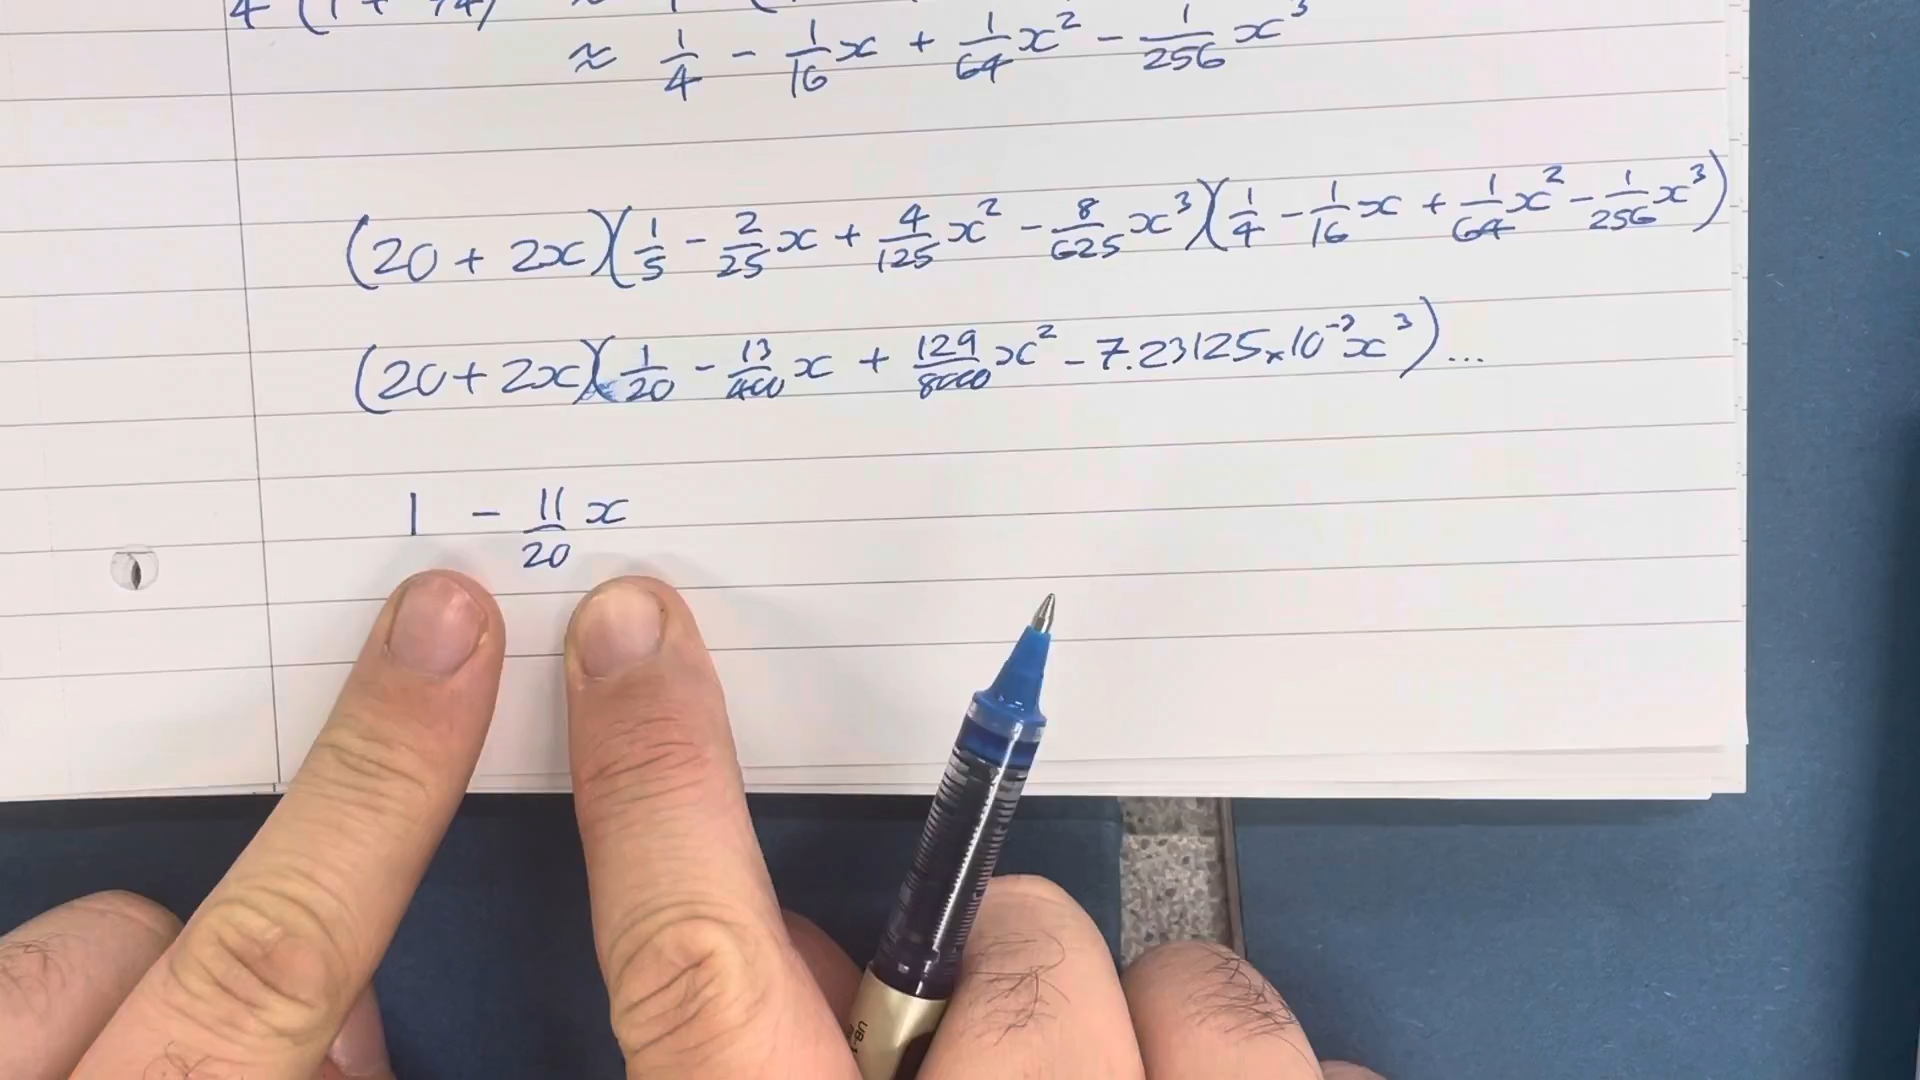 ≈ 1/4 - 1/16 x + 1/64 x² - 1/256 x³
(20 + 2x)(1/5 - 2/25 x + 4/125 x² - 8/625 x³)(1/4 - 1/16 x + 1/64 x² - 1/256 x³)
(20 + 2x)(1/20 - 13/400 x + 129/8000 x² - 7.23125 × 10⁻³ x³)...
1 - 11/20 x